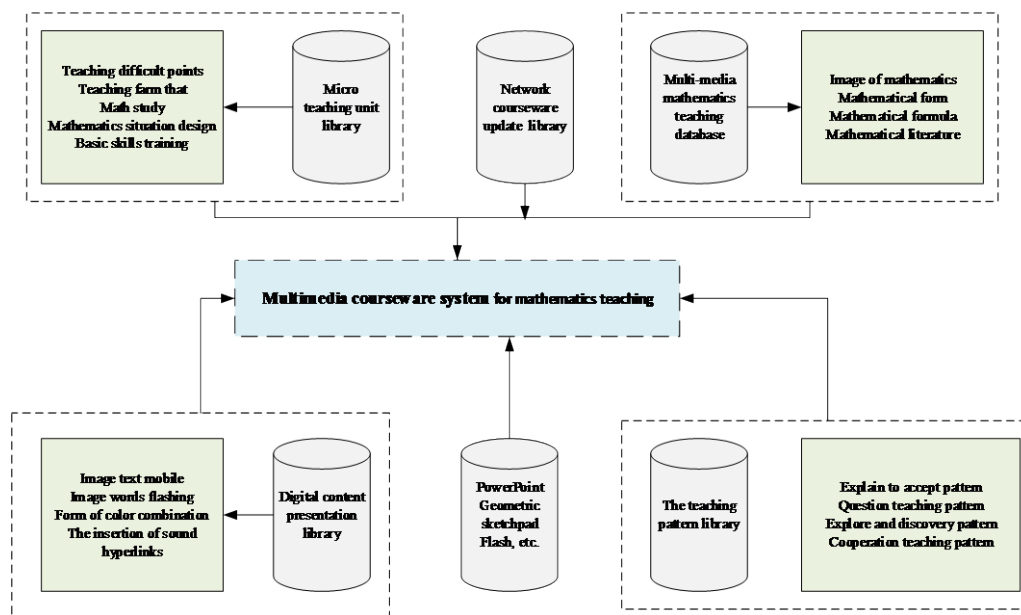 Teaching difficult points
Teaching farm that
Math study
Mathematics situation design
Basic skills training
Micro
teaching unit
library
Network
courseware
update library
Multi-media
mathematics
teaching
database
Image of mathematics
Mathematical form
Mathematical formula
Mathematical literature
Multimedia courseware system for mathematics teaching
Image text mobile
Image words flashing
Form of color combination
The insertion of sound
hyperlinks
Digital content
presentation
library
PowerPoint
Geometric
sketchpad
Flash, etc.
The teaching
pattern library
Explain to accept pattern
Question teaching pattern
Explore and discovery pattern
Cooperation teaching pattern